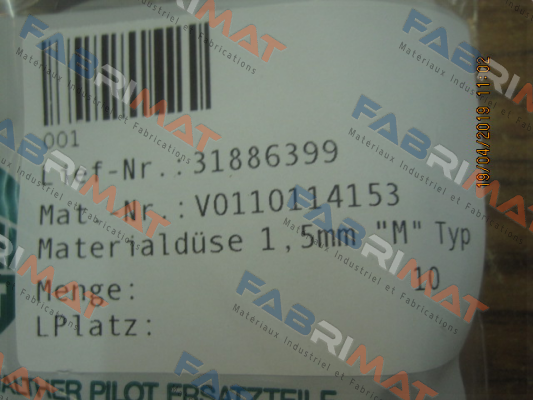 001
Lief-Nr.:31886399
Mat.-Nr.:V0110114153
Materialdüse 1,5mm "M" Typ
Menge: 10
LPlatz:
WALTHER PILOT ERSATZTEILE
19/04/2019 11:02
FABRIMAT
Materiaux Industriel et Fabrications